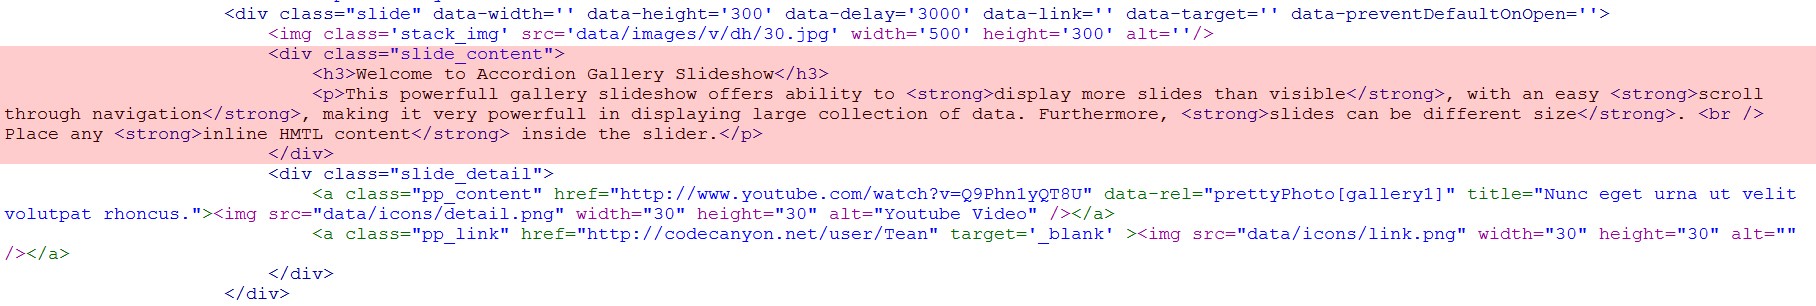 <div class="slide" data-width='' data-height='300' data-delay='3000' data-link='' data-target='' data-preventDefaultOnOpen=''>
<img class='stack_img' src='data/images/v/dh/30.jpg' width='500' height='300' alt=''/>
<div class="slide_content">
<h3>Welcome to Accordion Gallery Slideshow</h3>
<p>This powerfull gallery slideshow offers ability to <strong>display more slides than visible</strong>, with an easy <strong>scroll
through navigation</strong>, making it very powerfull in displaying large collection of data. Furthermore, <strong>slides can be different size</strong>. <br />
Place any <strong>inline HMTL content</strong> inside the slider.</p>
</div>
<div class="slide_detail">
<a class="pp_content" href="http://www.youtube.com/watch?v=Q9Phn1yQT8U" data-rel="prettyPhoto[gallery1]" title="Nunc eget urna ut velit
volutpat rhoncus."><img src="data/icons/detail.png" width="30" height="30" alt="Youtube Video" /></a>
<a class="pp_link" href="http://codecanyon.net/user/Tean" target='_blank' ><img src="data/icons/link.png" width="30" height="30" alt=""
/></a>
</div>
</div>